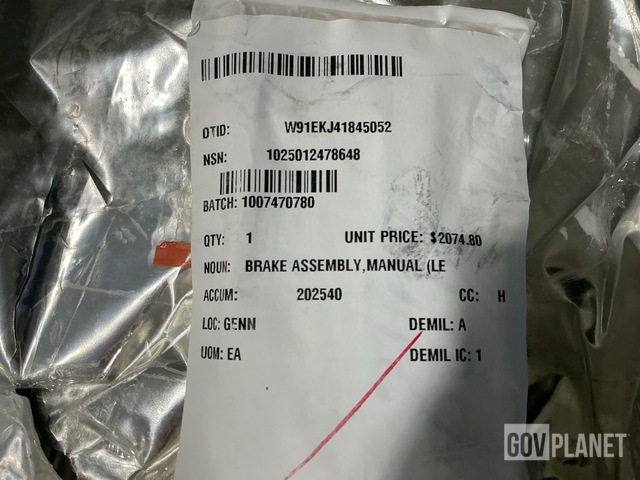 DTID: W91EKJ41845052
NSN: 1025012478648
BATCH: 1007470780
QTY: 1 UNIT PRICE: $2074.80
NOUN: BRAKE ASSEMBLY,MANUAL (LE
ACCUM: 202540 CC: H
LOC: GENN DEMIL: A
UOM: EA DEMIL IC: 1
GOVPLANET